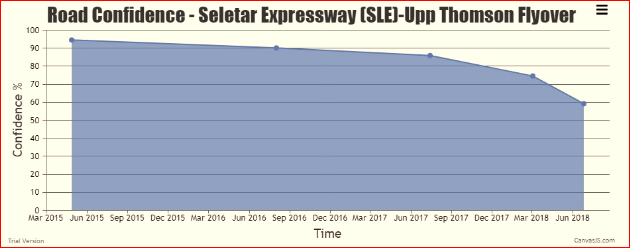 Road Confidence - Seletar Expressway (SLE)-Upp Thomson Flyover
Confidence %
100
90
80
70
60
50
40
30
20
10
0
Mar 2015 Jun 2015 Sep 2015 Dec 2015 Mar 2016 Jun 2016 Sep 2016 Dec 2016 Mar 2017 Jun 2017 Sep 2017 Dec 2017 Mar 2018 Jun 2018
Time
Trial Version
CanvasJS.com